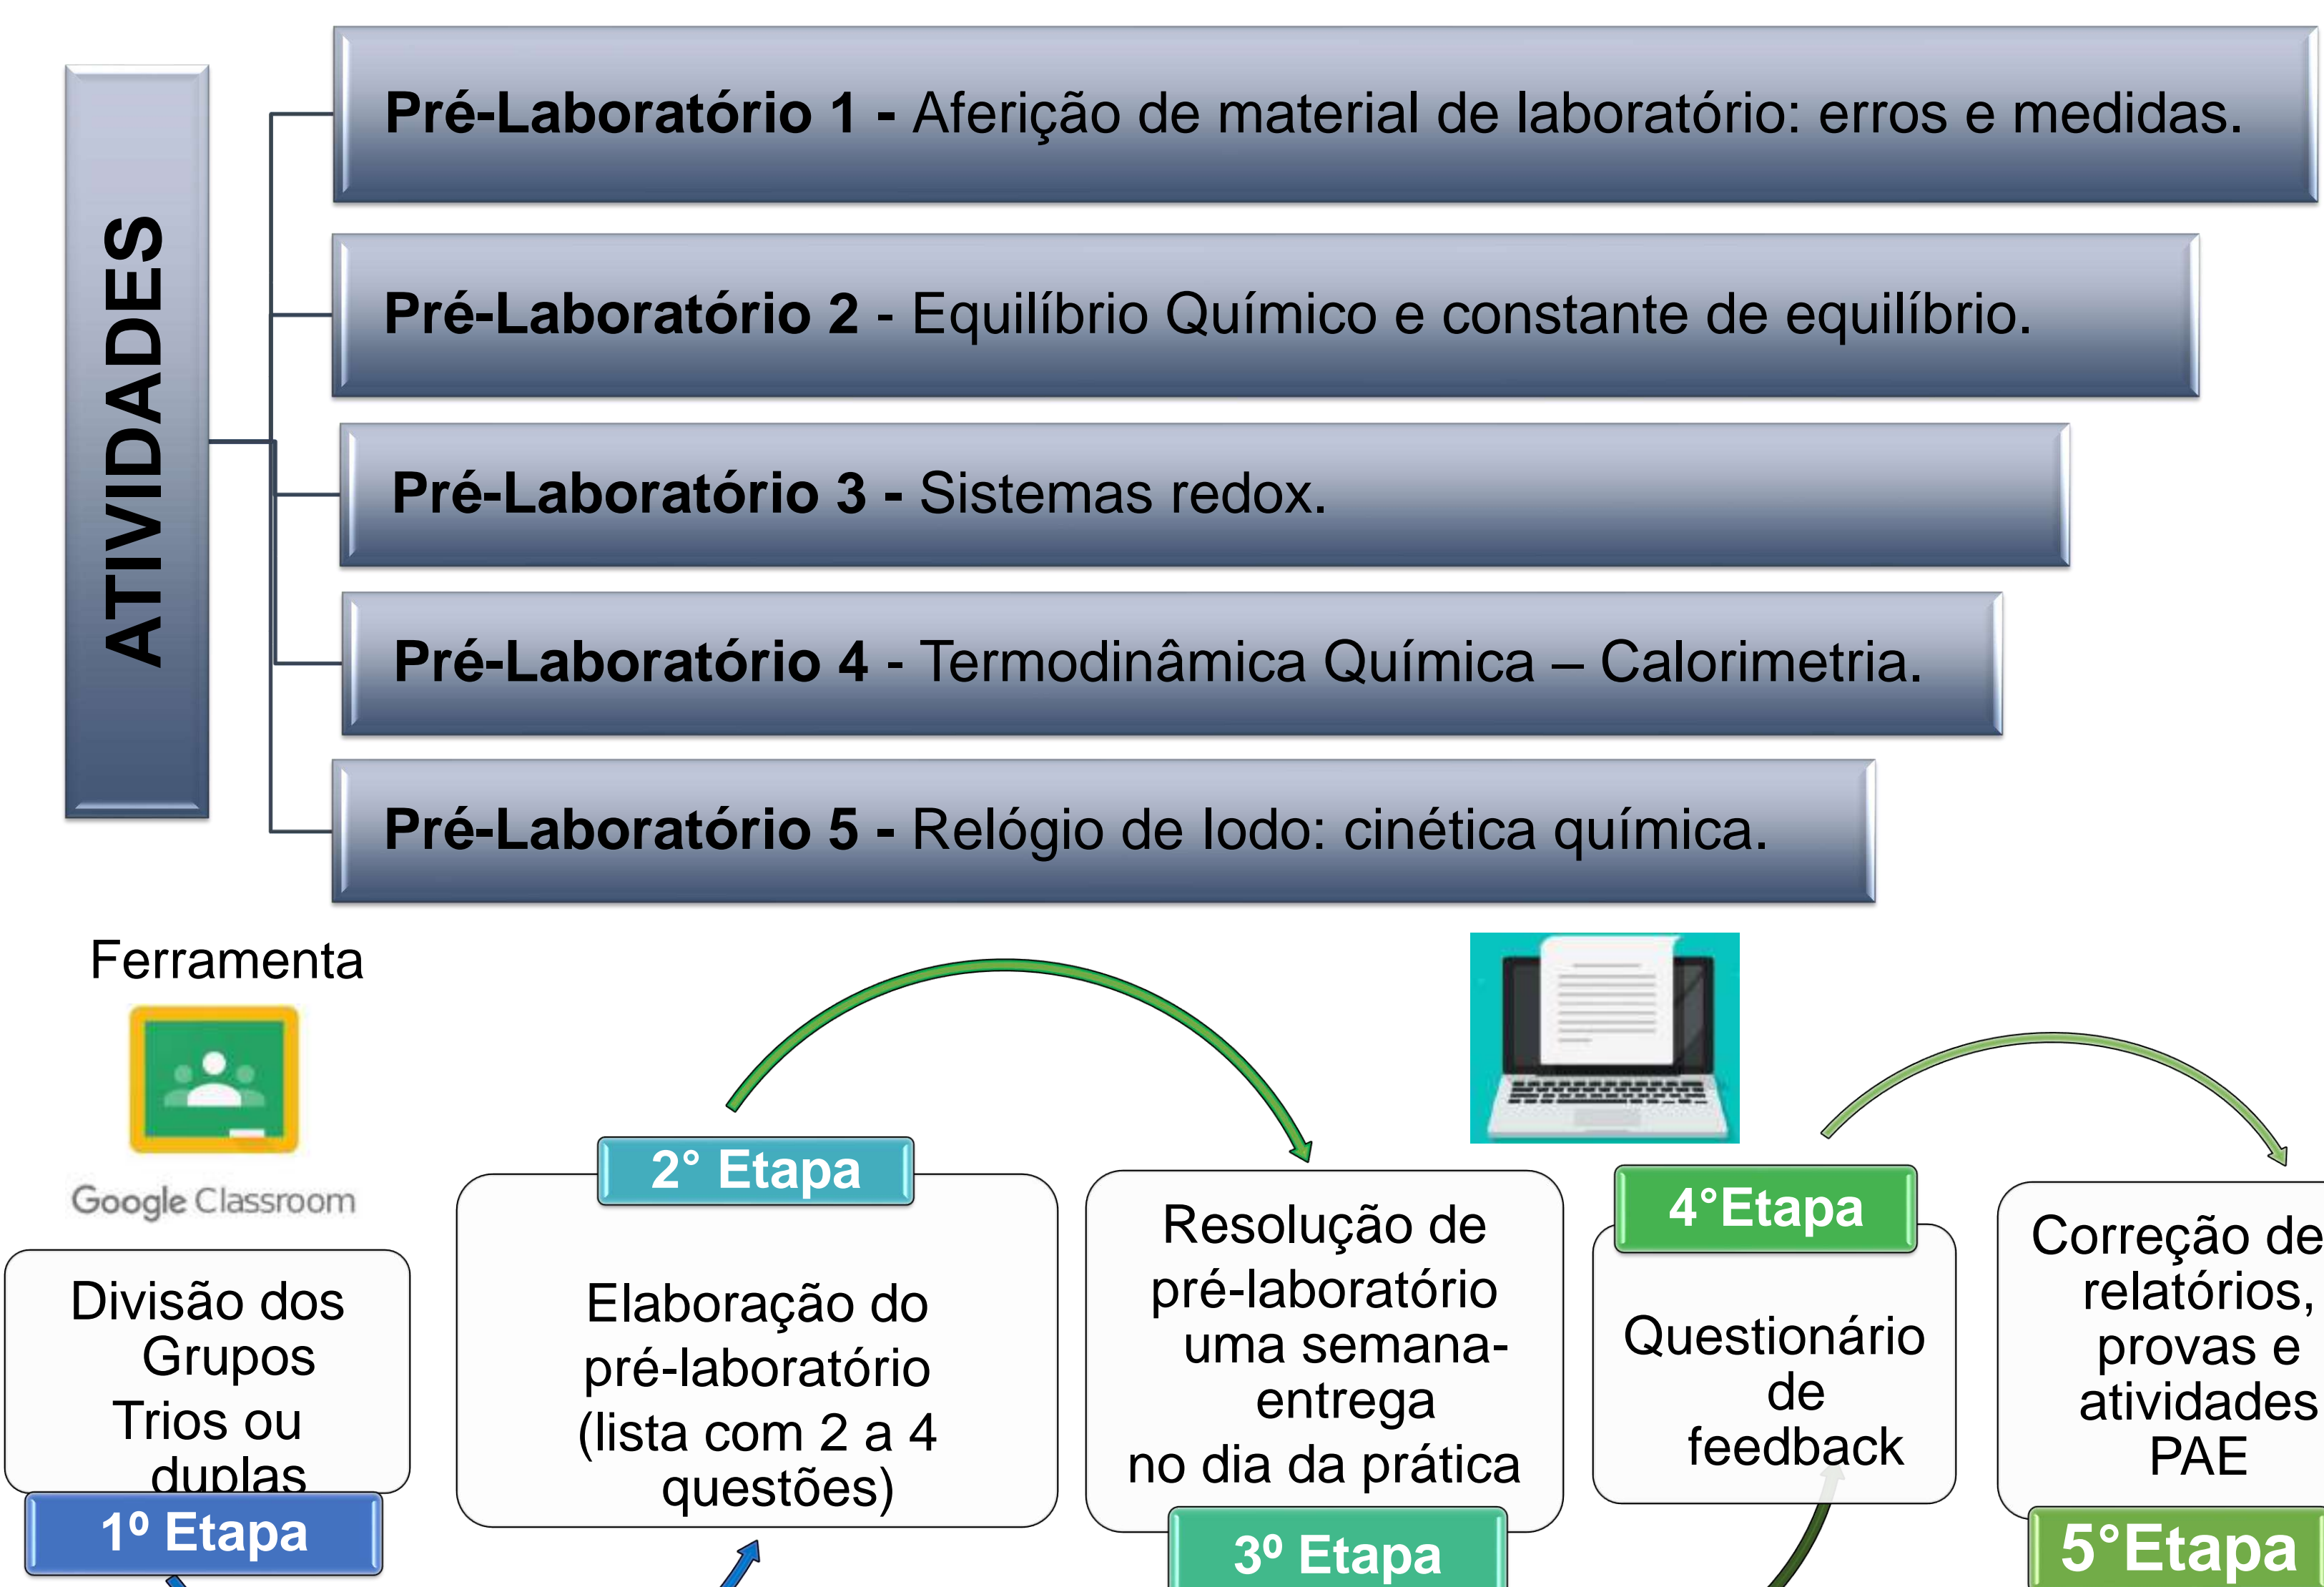 ATIVIDADES
Pré-Laboratório 1 - Aferição de material de laboratório: erros e medidas.
Pré-Laboratório 2 - Equilíbrio Químico e constante de equilíbrio.
Pré-Laboratório 3 - Sistemas redox.
Pré-Laboratório 4 - Termodinâmica Química – Calorimetria.
Pré-Laboratório 5 - Relógio de Iodo: cinética química.
Ferramenta
Google Classroom
Divisão dos
Grupos
Trios ou
duplas
1º Etapa
2° Etapa
Elaboração do
pré-laboratório
(lista com 2 a 4
questões)
Resolução de
pré-laboratório
uma semana-
entrega
no dia da prática
3º Etapa
4°Etapa
Questionário
de
feedback
Correção de
relatórios,
provas e
atividades
PAE
5°Etapa